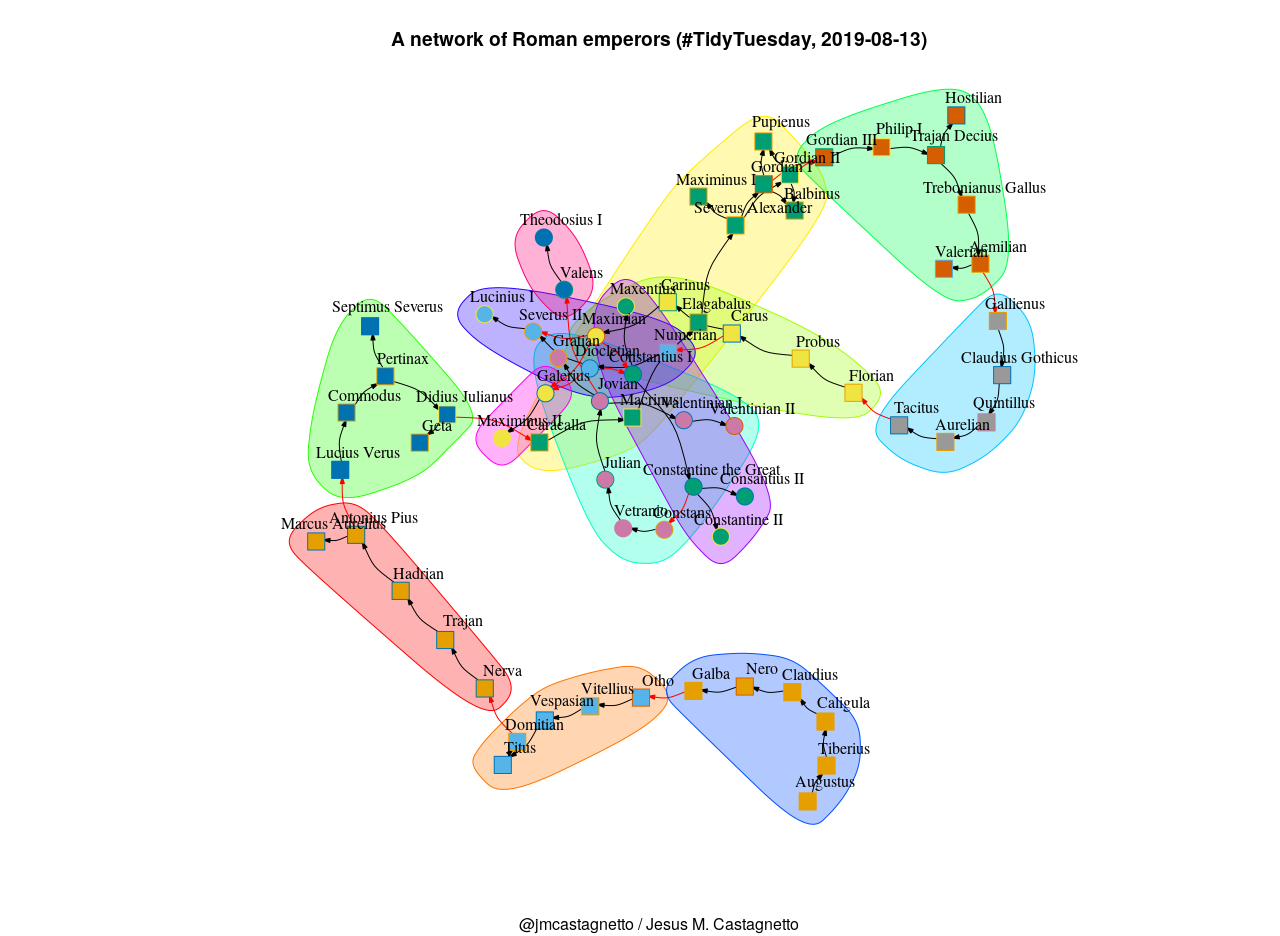 A network of Roman emperors (#TidyTuesday, 2019-08-13)
Hostilian
Pupienus
Philip I
Trajan Decius
Gordian III
Gordian II
Gordian I
Maximinus I
Balbinus
Trebonianus Gallus
Severus Alexander
Theodosius I
Aemilian
Valerian
Valens
Carinus
Maxentius
Lucinius I
Elagabalus
Gallienus
Septimus Severus
Severus II
Maximian
Carus
Numerian
Gratian
Probus
Diocletian
Constantius I
Claudius Gothicus
Pertinax
Galerius
Jovian
Florian
Commodus
Didius Julianus
Macrinus
Valentinian I
Valentinian II
Quintillus
Tacitus
Geta
Maximinus II
Caracalla
Aurelian
Lucius Verus
Julian
Constantine the Great
Consantius II
Vetranio
Constans
Constantine II
Marcus Aurelius
Antonius Pius
Hadrian
Trajan
Nerva
Otho
Galba
Nero
Claudius
Vitellius
Vespasian
Caligula
Domitian
Titus
Tiberius
Augustus
@jmcastagnetto / Jesus M. Castagnetto